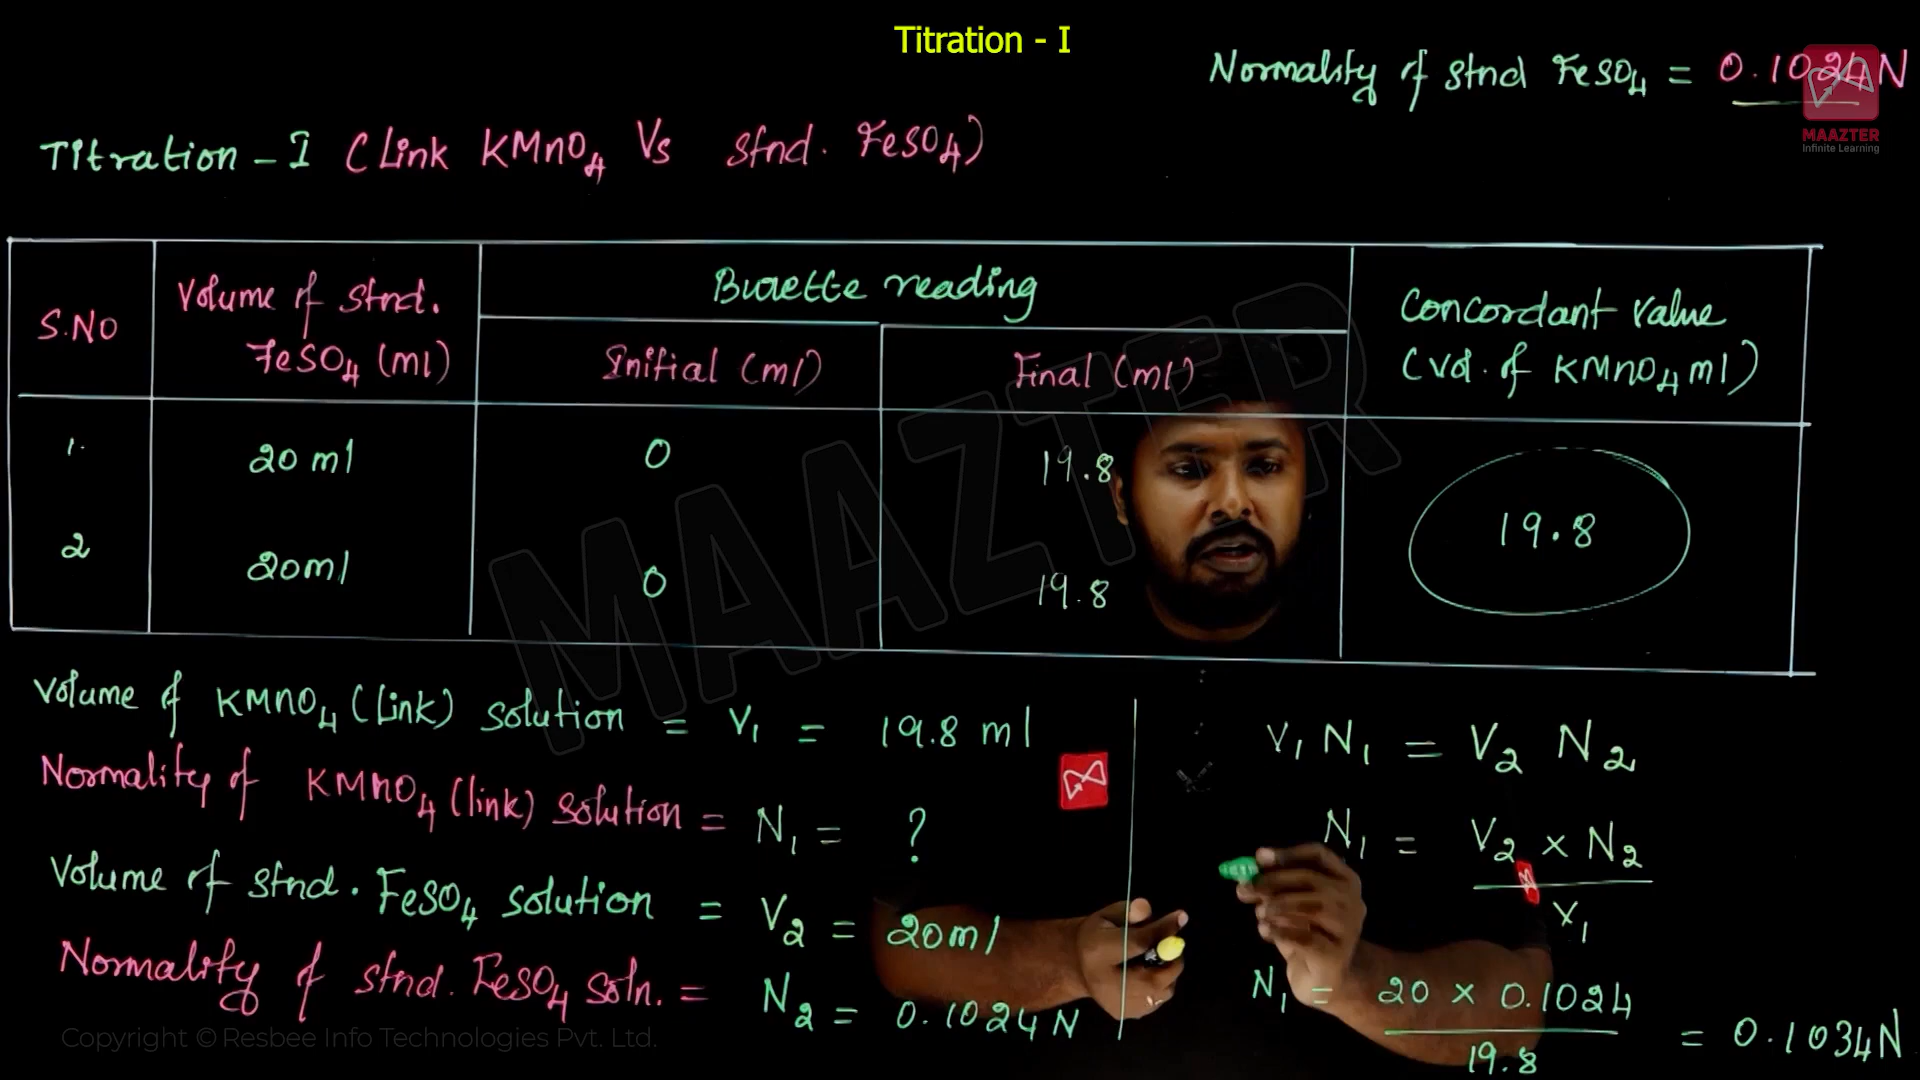 Titration - I
Normality of stnd FeSO4 = 0.1024 N
MAAZTER
Infinite Learning
Titration - I (Link KMnO4 Vs stnd. FeSO4)
S.NO
Volume of stnd. FeSO4 (ml)
Burette reading
Initial (ml)
Final (ml)
Concordant value (Vol. of KMnO4 ml)
1. 20 ml 0 19.8
19.8
2 20ml 0 19.8
MAAZTER
Volume of KMnO4 (Link) solution = V1 = 19.8 ml
Normality of KMnO4 (link) solution = N1 = ?
Volume of stnd. FeSO4 solution = V2 = 20ml
Normality of stnd. FeSO4 soln. = N2 = 0.1024 N
V1 N1 = V2 N2
N1 = V2 × N2
V1
N1 = 20 × 0.1024
19.8
= 0.1034 N
Copyright © Resbee Info Technologies Pvt. Ltd.